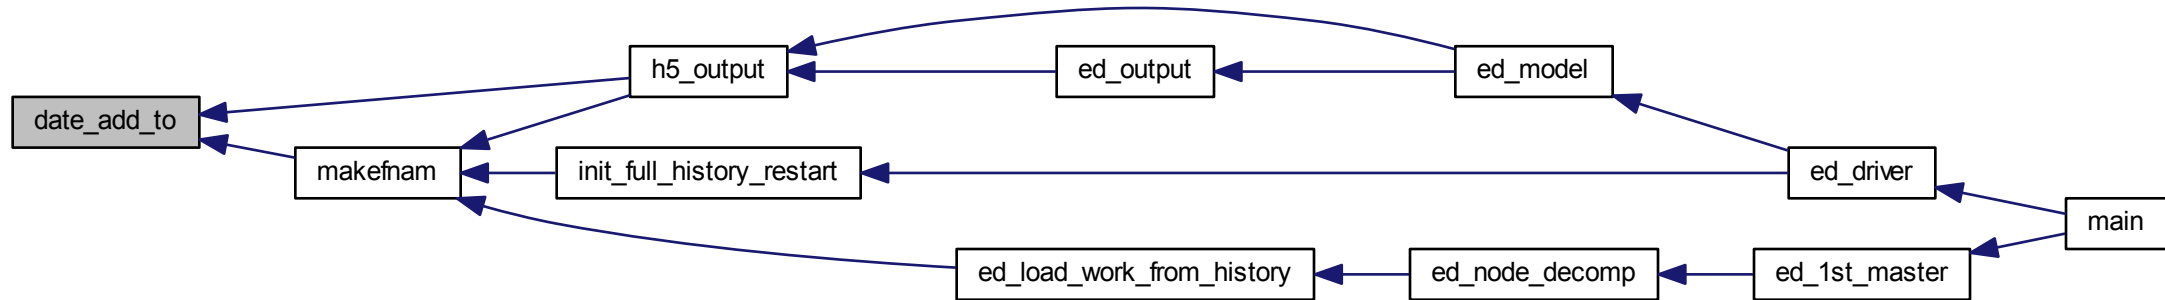 h5_output
ed_output
ed_model
date_add_to
makefnam
init_full_history_restart
ed_driver
main
ed_load_work_from_history
ed_node_decomp
ed_1st_master